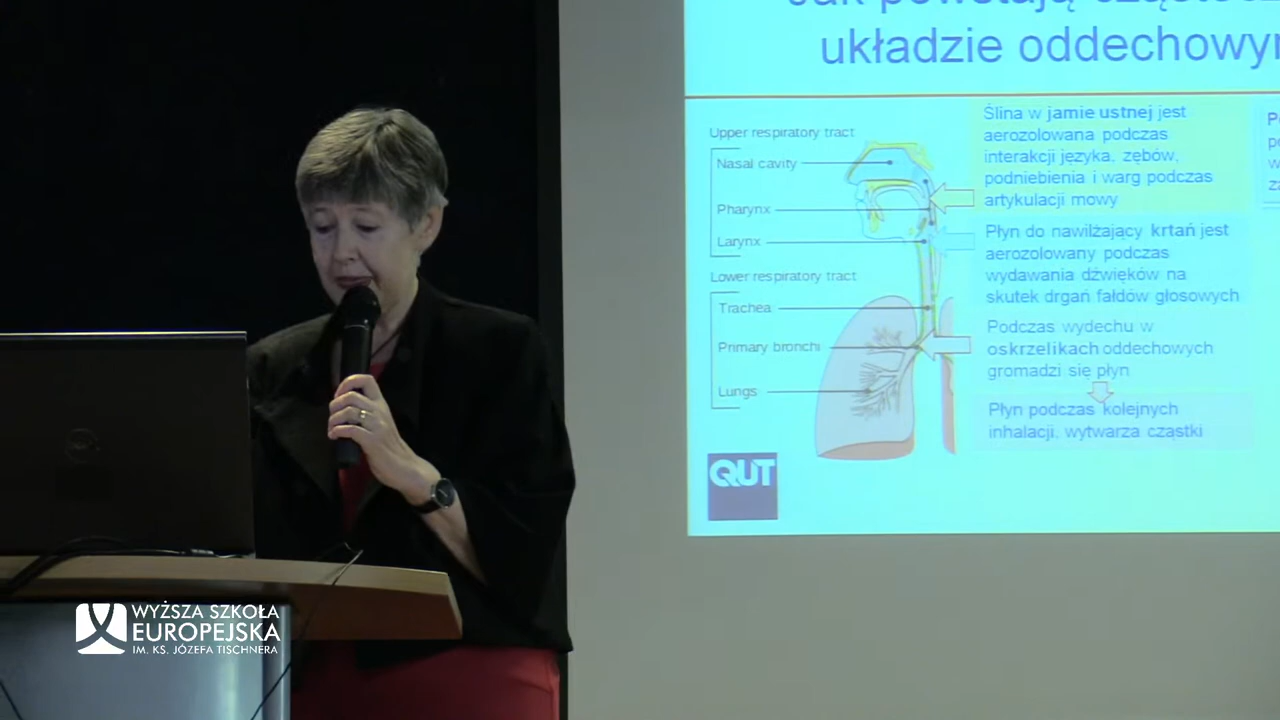 Jak powstają
układzie oddechowy
Upper respiratory tract
Nasal cavity
Pharynx
Larynx
Lower respiratory tract
Trachea
Primary bronchi
Lungs
Ślina w jamie ustnej jest
aerozolowana podczas
interakcji języka, zębów,
podniebienia i warg podczas
artykulacji mowy
Płyn do nawilżający krtań jest
aerozolowany podczas
wydawania dźwięków na
skutek drgań fałdów głosowych
Podczas wydechu w
oskrzelikach oddechowych
gromadzi się płyn
Płyn podczas kolejnych
inhalacji, wytwarza cząstki
QUT
WYŻSZA SZKOŁA
EUROPEJSKA
IM. KS. JÓZEFA TISCHNERA